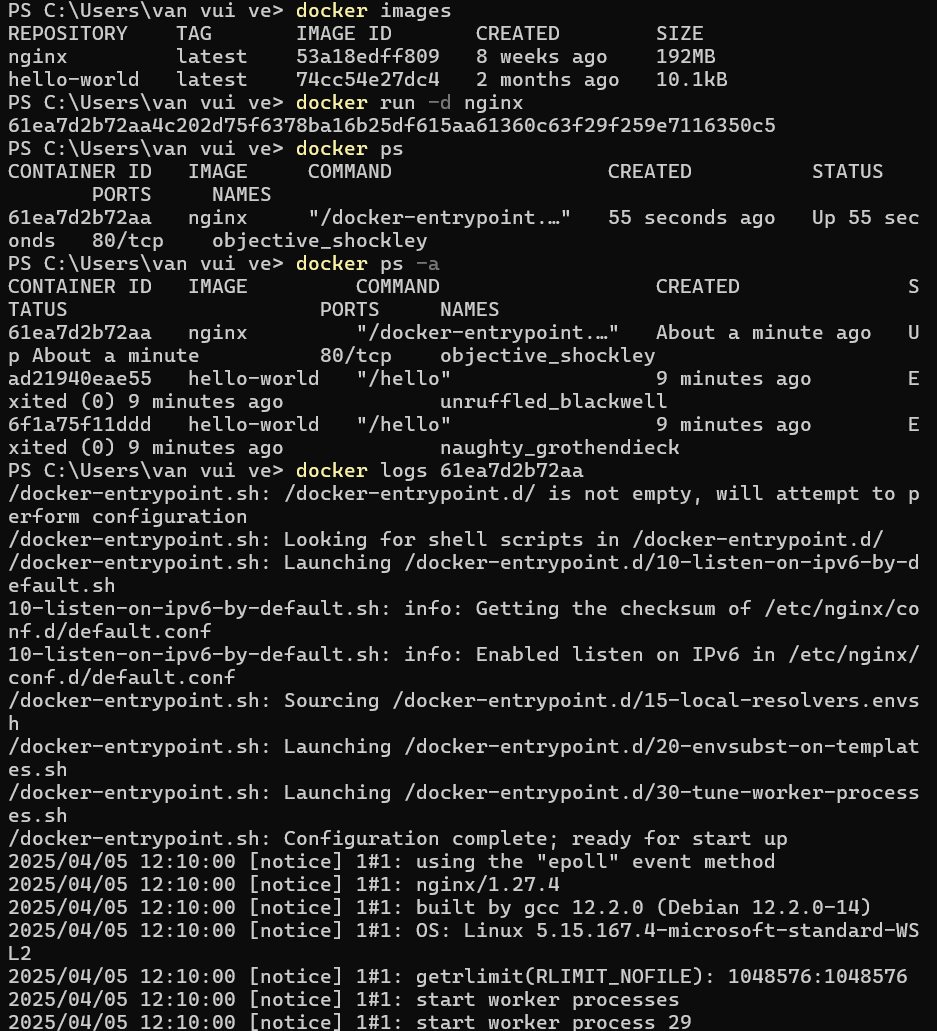 PS C:\Users\van vui ve> docker images
REPOSITORY    TAG       IMAGE ID       CREATED        SIZE
nginx         latest    53a18edff809   8 weeks ago    192MB
hello-world   latest    74cc54e27dc4   2 months ago   10.1kB
PS C:\Users\van vui ve> docker run -d nginx
61ea7d2b72aa4c202d75f6378ba16b25df615aa61360c63f29f259e7116350c5
PS C:\Users\van vui ve> docker ps
CONTAINER ID   IMAGE     COMMAND                  CREATED          STATUS
       PORTS     NAMES
61ea7d2b72aa   nginx     "/docker-entrypoint.…"   55 seconds ago   Up 55 sec
onds   80/tcp    objective_shockley
PS C:\Users\van vui ve> docker ps -a
CONTAINER ID   IMAGE         COMMAND                  CREATED              S
TATUS                     PORTS     NAMES
61ea7d2b72aa   nginx         "/docker-entrypoint.…"   About a minute ago   U
p About a minute          80/tcp    objective_shockley
ad21940eae55   hello-world   "/hello"                 9 minutes ago        E
xited (0) 9 minutes ago             unruffled_blackwell
6f1a75f11ddd   hello-world   "/hello"                 9 minutes ago        E
xited (0) 9 minutes ago             naughty_grothendieck
PS C:\Users\van vui ve> docker logs 61ea7d2b72aa
/docker-entrypoint.sh: /docker-entrypoint.d/ is not empty, will attempt to p
erform configuration
/docker-entrypoint.sh: Looking for shell scripts in /docker-entrypoint.d/
/docker-entrypoint.sh: Launching /docker-entrypoint.d/10-listen-on-ipv6-by-d
efault.sh
10-listen-on-ipv6-by-default.sh: info: Getting the checksum of /etc/nginx/co
nf.d/default.conf
10-listen-on-ipv6-by-default.sh: info: Enabled listen on IPv6 in /etc/nginx/
conf.d/default.conf
/docker-entrypoint.sh: Sourcing /docker-entrypoint.d/15-local-resolvers.envs
h
/docker-entrypoint.sh: Launching /docker-entrypoint.d/20-envsubst-on-templat
es.sh
/docker-entrypoint.sh: Launching /docker-entrypoint.d/30-tune-worker-process
es.sh
/docker-entrypoint.sh: Configuration complete; ready for start up
2025/04/05 12:10:00 [notice] 1#1: using the "epoll" event method
2025/04/05 12:10:00 [notice] 1#1: nginx/1.27.4
2025/04/05 12:10:00 [notice] 1#1: built by gcc 12.2.0 (Debian 12.2.0-14)
2025/04/05 12:10:00 [notice] 1#1: OS: Linux 5.15.167.4-microsoft-standard-WS
L2
2025/04/05 12:10:00 [notice] 1#1: getrlimit(RLIMIT_NOFILE): 1048576:1048576
2025/04/05 12:10:00 [notice] 1#1: start worker processes
2025/04/05 12:10:00 [notice] 1#1: start worker process 29